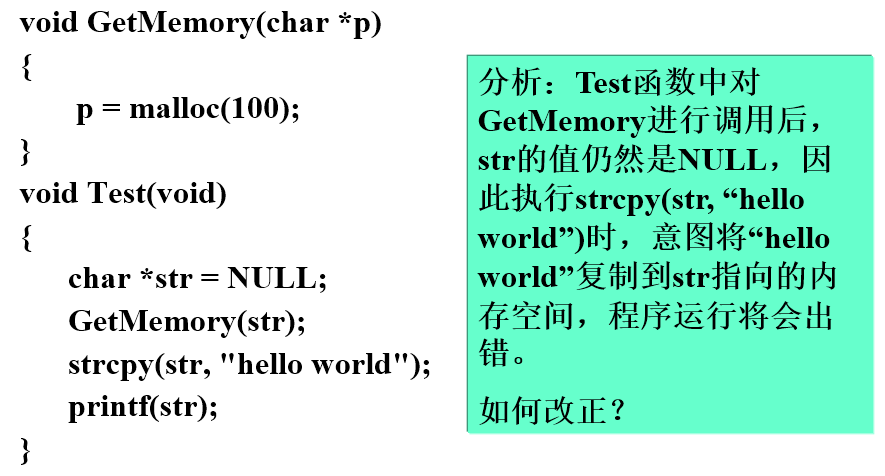 void GetMemory(char *p)
{
p = malloc(100);
}
void Test(void)
{
char *str = NULL;
GetMemory(str);
strcpy(str, "hello world");
printf(str);
}
分析：Test函数中对
GetMemory进行调用后，
str的值仍然是NULL，因
此执行strcpy(str, “hello
world”)时，意图将“hello
world”复制到str指向的内
存空间，程序运行将会出
错。
如何改正？